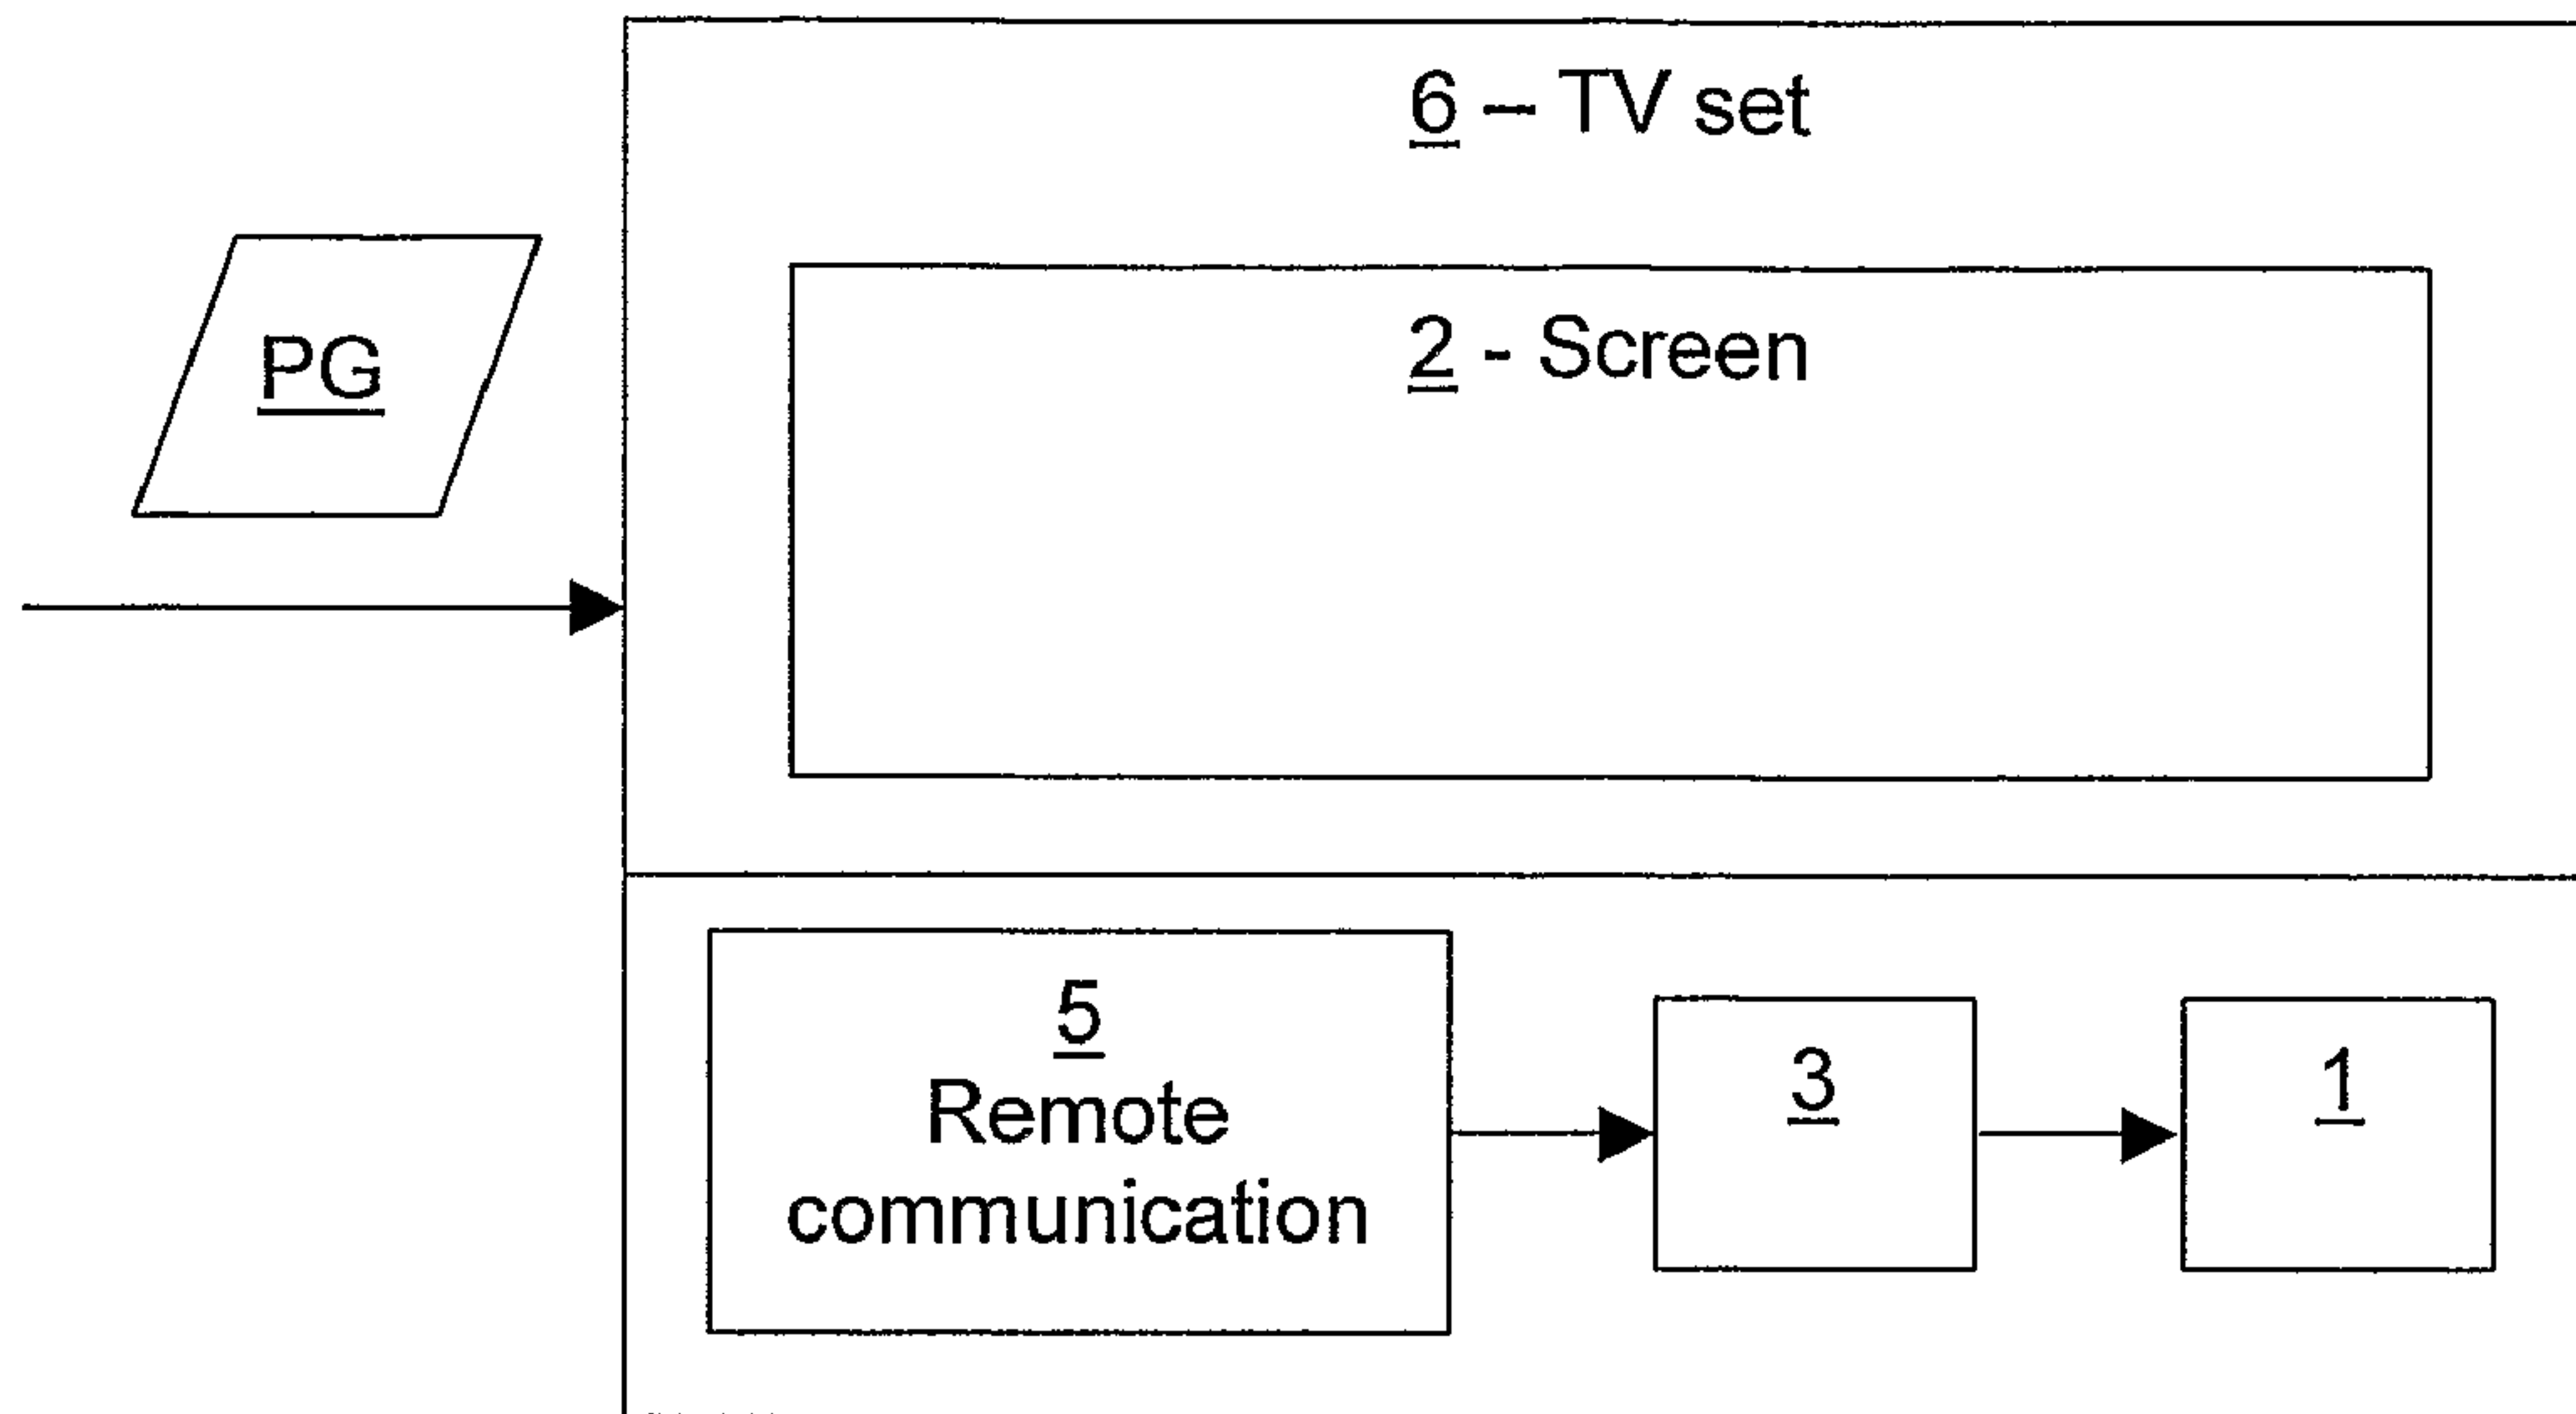 6 – TV set
PG
2 - Screen
5
Remote
communication
3
1